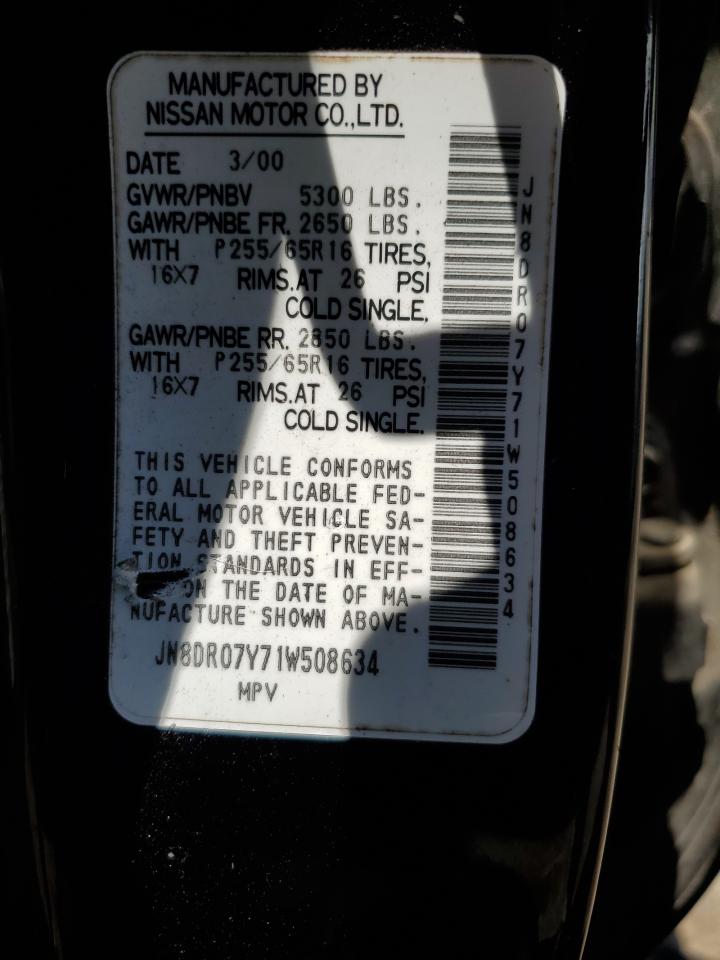 MANUFACTURED BY
NISSAN MOTOR CO.,LTD.
DATE 3/00
GVWR/PNBV 5300 LBS.
GAWR/PNBE FR. 2650 LBS.
WITH P255/65R16 TIRES,
16X7 RIMS.AT 26 PSI
COLD SINGLE,
GAWR/PNBE RR. 2850 LBS.
WITH P255/65R16 TIRES,
16X7 RIMS.AT 26 PSI
COLD SINGLE.
THIS VEHICLE CONFORMS
TO ALL APPLICABLE FED-
ERAL MOTOR VEHICLE SA-
FETY AND THEFT PREVEN-
TION STANDARDS IN EFF-
ON THE DATE OF MA-
NUFACTURE SHOWN ABOVE.
JN8DR07Y71W508634
MPV
JN8DR07Y71W508634